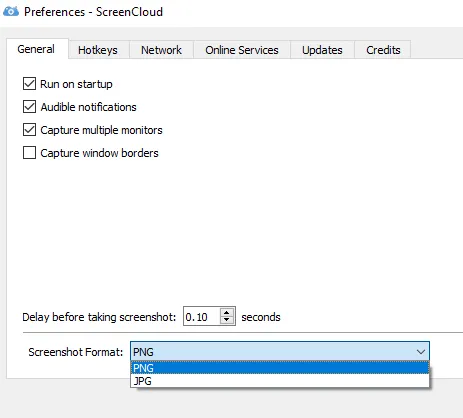 Preferences - ScreenCloud
General Hotkeys Network Online Services Updates Credits
Run on startup
Audible notifications
Capture multiple monitors
Capture window borders
Delay before taking screenshot: 0.10 seconds
Screenshot Format: PNG
PNG
JPG